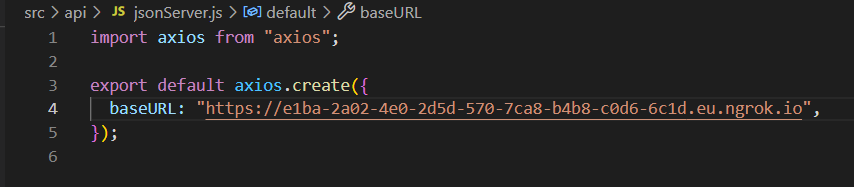 src > api > JS jsonServer.js > default > baseURL
1 import axios from "axios";
2
3 export default axios.create({
4 baseURL: "https://e1ba-2a02-4e0-2d5d-570-7ca8-b4b8-c0d6-6c1d.eu.ngrok.io",
5 });
6